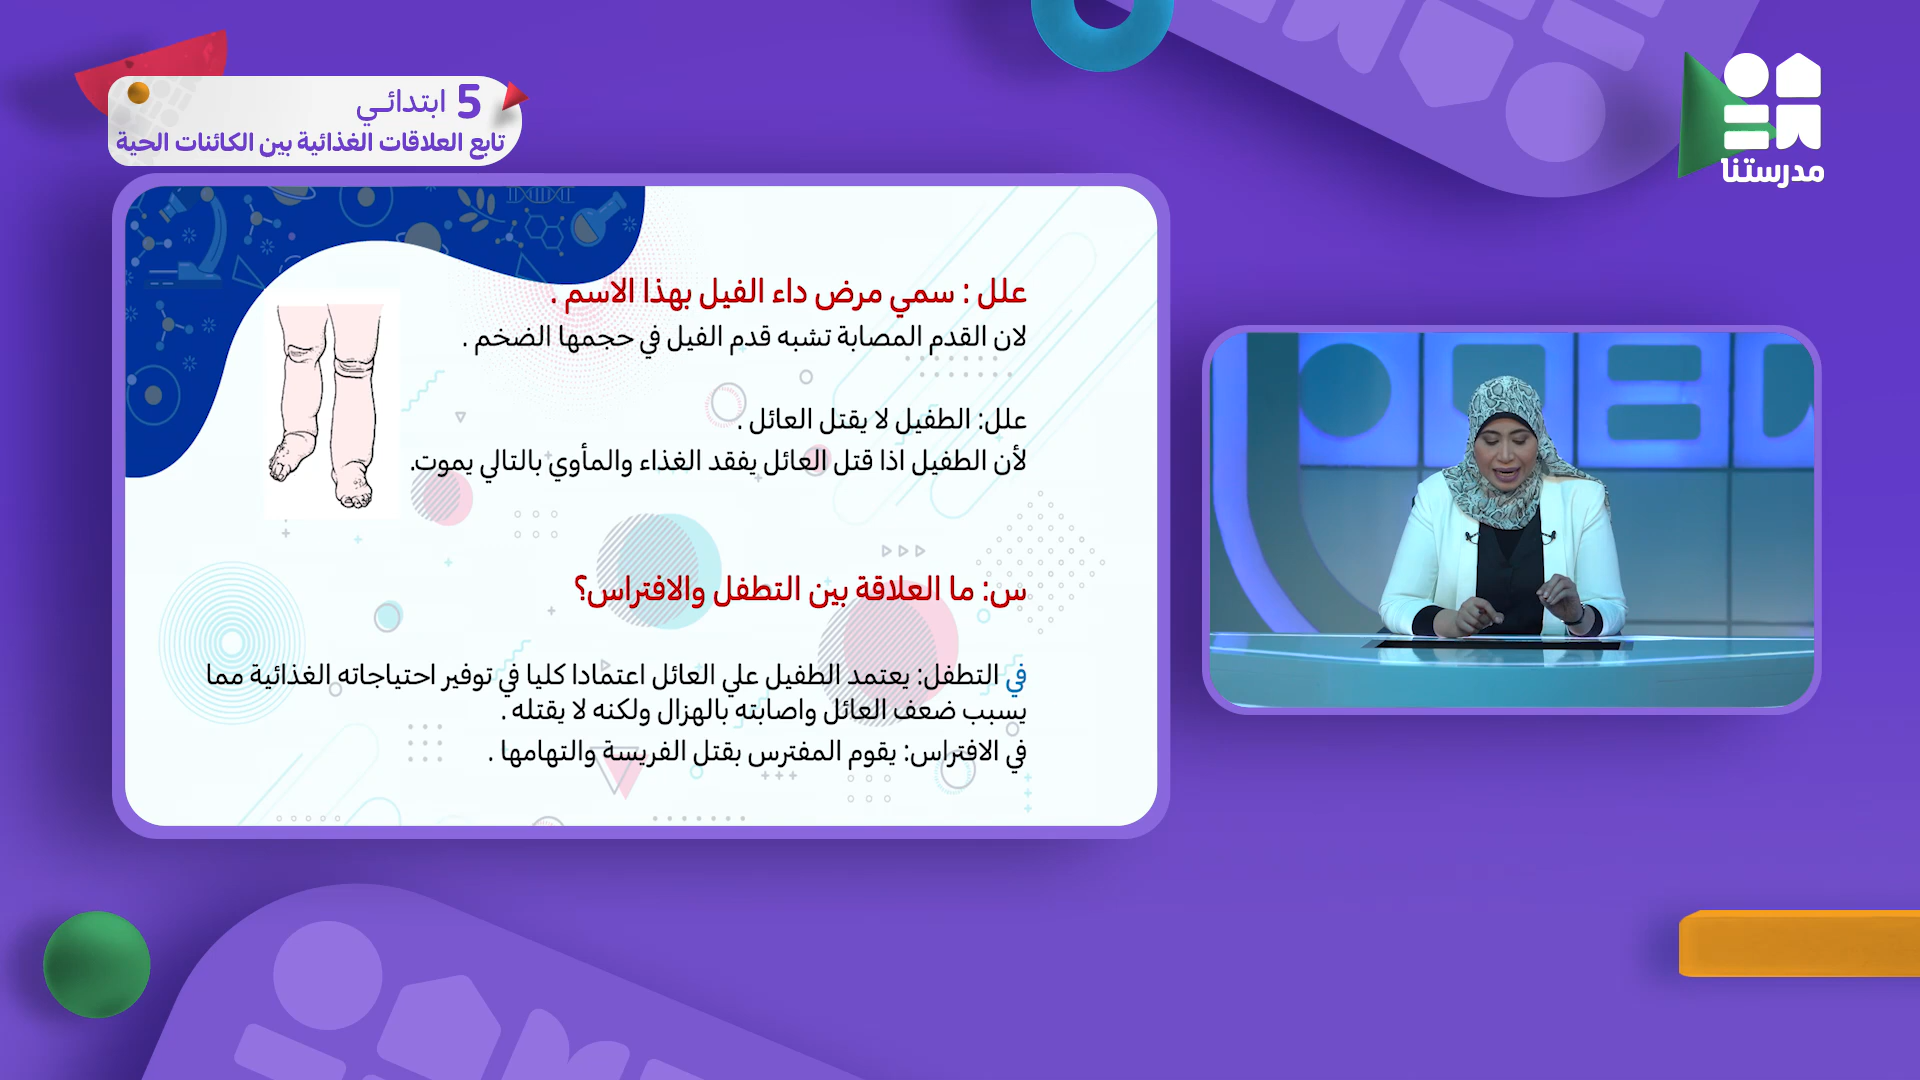 5 ابتدائي
تابع العلاقات الغذائية بين الكائنات الحية
مدرستنا
علل : سمي مرض داء الفيل بهذا الاسم .
لان القدم المصابة تشبه قدم الفيل في حجمها الضخم .
علل: الطفيل لا يقتل العائل .
لأن الطفيل اذا قتل العائل يفقد الغذاء والمأوي بالتالي يموت.
س: ما العلاقة بين التطفل والافتراس؟
في التطفل: يعتمد الطفيل علي العائل اعتمادا كليا في توفير احتياجاته الغذائية مما
يسبب ضعف العائل واصابته بالهزال ولكنه لا يقتله .
في الافتراس: يقوم المفترس بقتل الفريسة والتهامها .